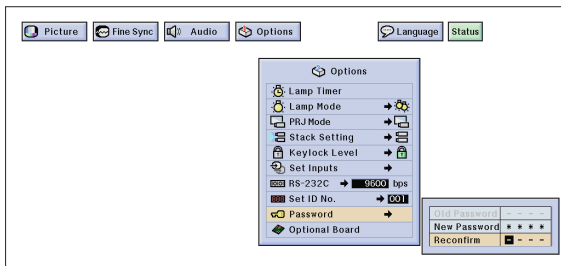 Picture Fine Sync Audio Options Language Status
Options
Lamp Timer
Lamp Mode
PRJ Mode
Stack Setting
Keylock Level
Set Inputs
RS-232C 9600 bps
Set ID No. 001
Password
Optional Board
Old Password - - - -
New Password * * * *
Reconfirm - - - -